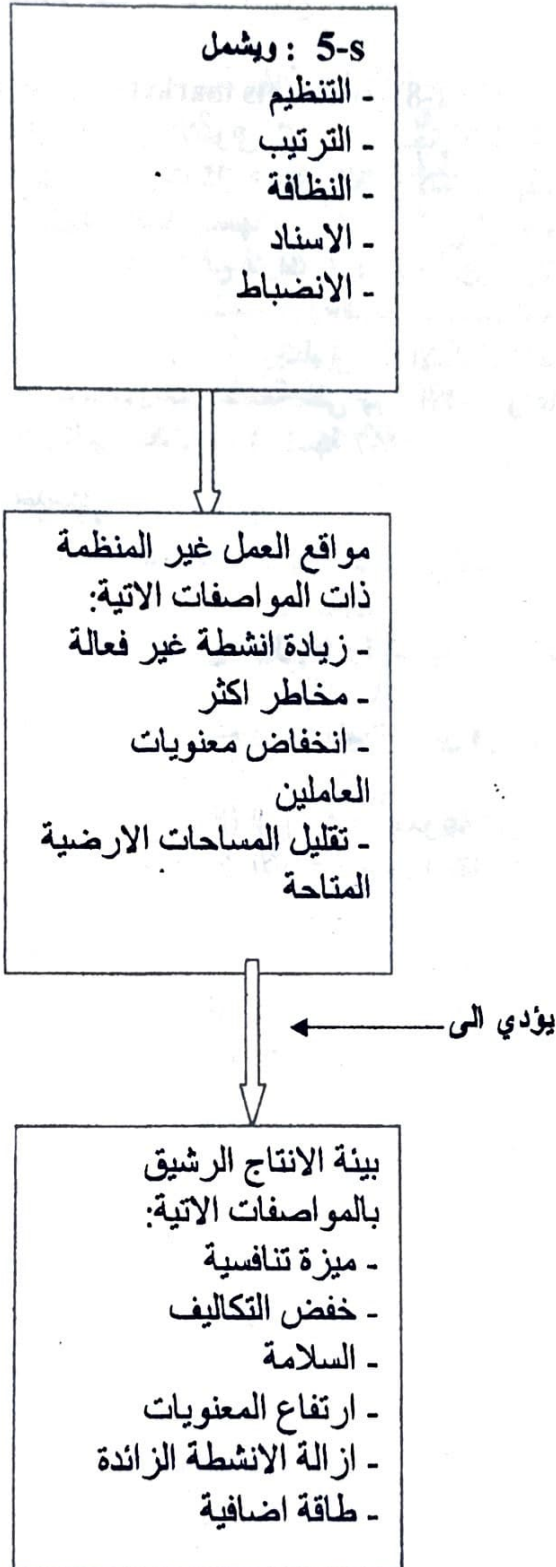 5-s : ويشمل
- التنظيم
- الترتيب
- النظافة
- الاسناد
- الانضباط
مواقع العمل غير المنظمة
ذات المواصفات الاتية:
- زيادة انشطة غير فعالة
- مخاطر اكثر
- انخفاض معنويات
العاملين
- تقليل المساحات الارضية
المتاحة
يؤدي الى
بيئة الانتاج الرشيق
بالمواصفات الاتية:
- ميزة تنافسية
- خفض التكاليف
- السلامة
- ارتفاع المعنويات
- ازالة الانشطة الزائدة
- طاقة اضافية